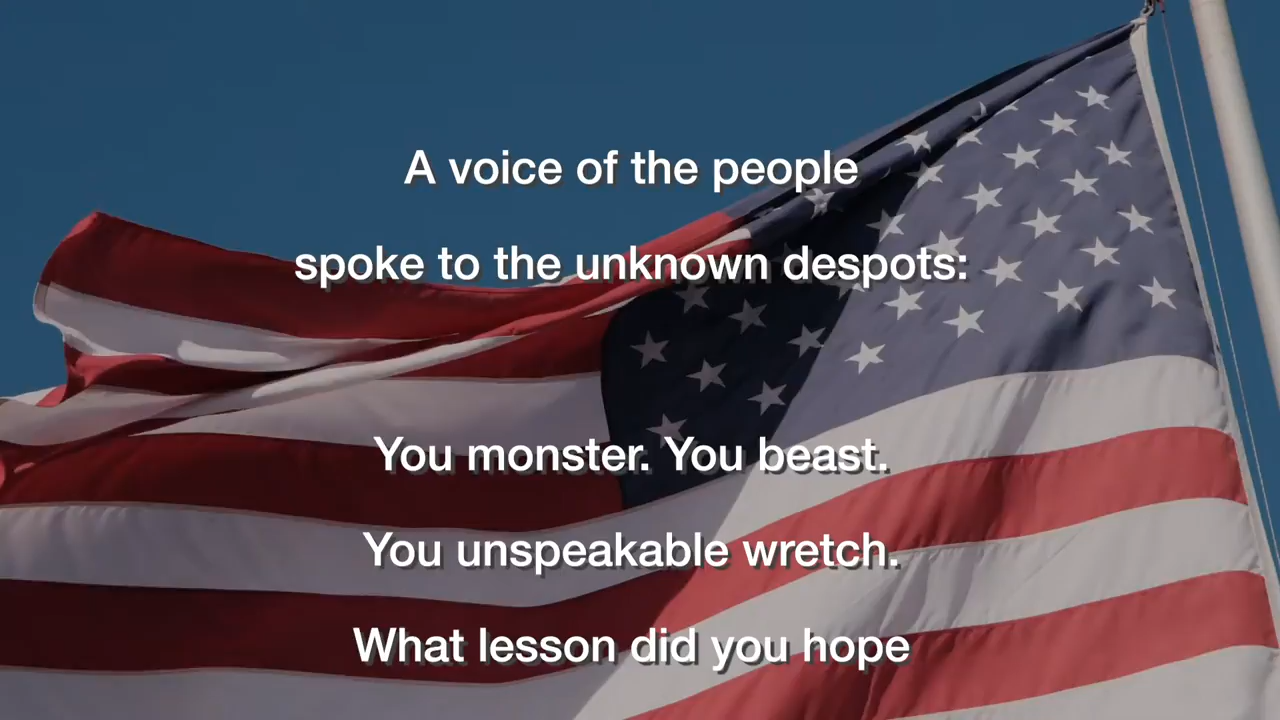 A voice of the people
spoke to the unknown despots:
You monster. You beast.
You unspeakable wretch.
What lesson did you hope